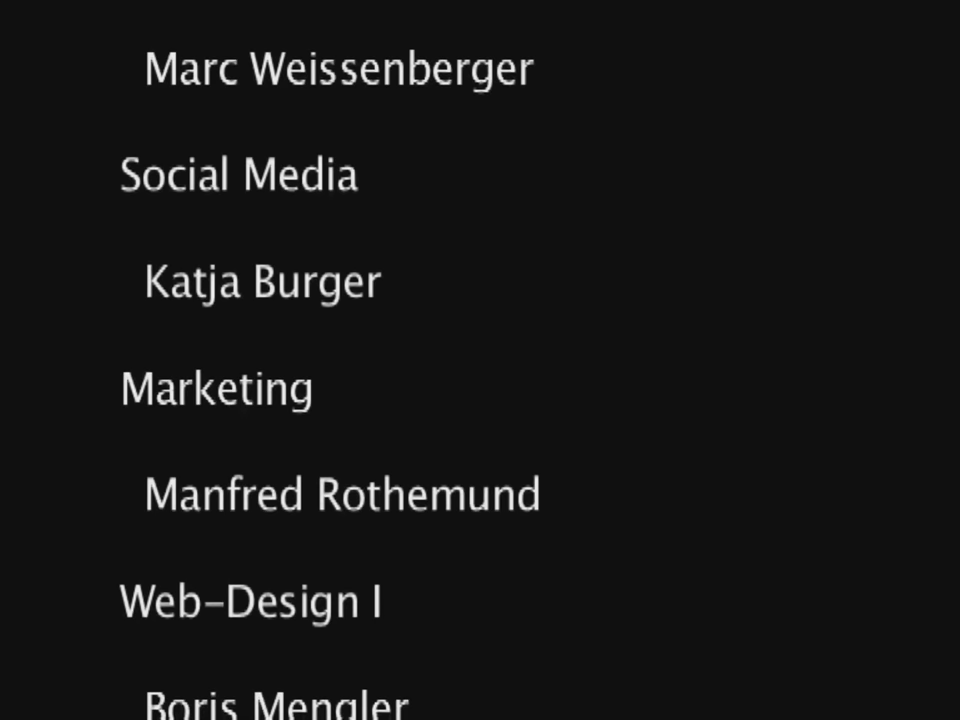 Marc Weissenberger
Social Media
Katja Burger
Marketing
Manfred Rothemund
Web-Design I
Boris Mengler